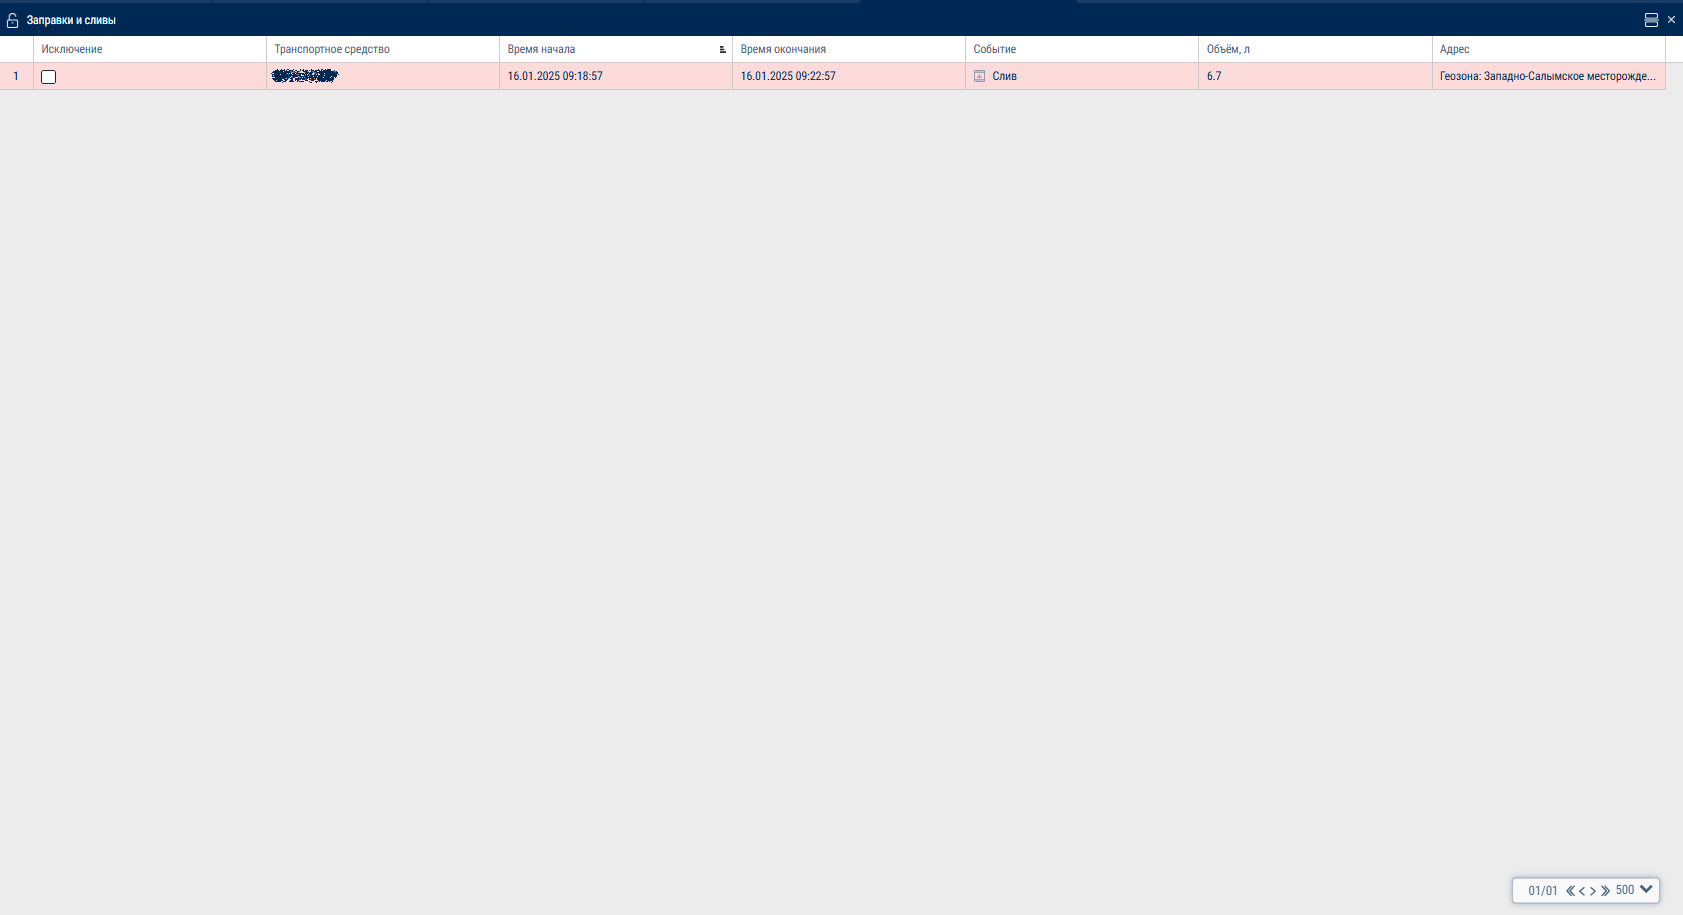 Заправки и сливы
Исключение Транспортное средство Время начала Время окончания Событие Объём, л Адрес
1 16.01.2025 09:18:57 16.01.2025 09:22:57 Слив 6.7 Геозона: Западно-Салымское месторожде...
01/01 500